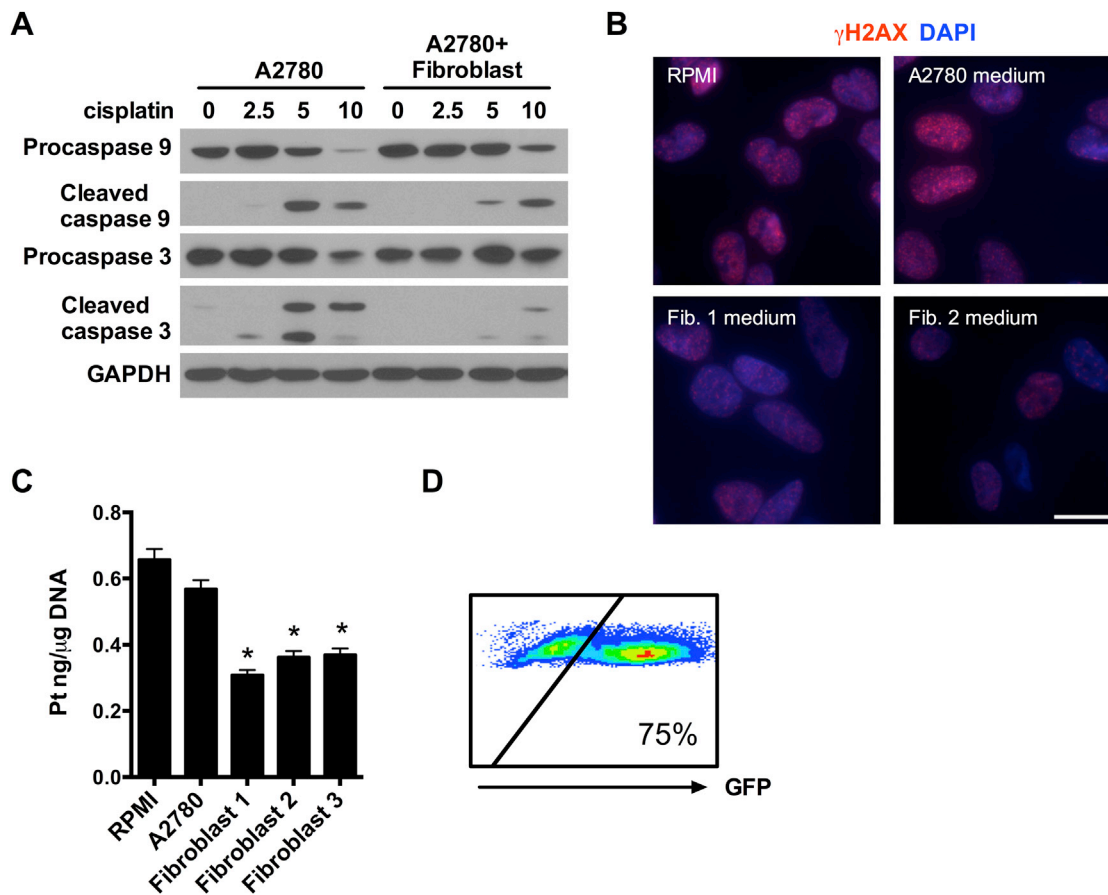 A
A2780
A2780+
Fibroblast
cisplatin 0 2.5 5 10 0 2.5 5 10
Procaspase 9
Cleaved
caspase 9
Procaspase 3
Cleaved
caspase 3
GAPDH
B
γH2AX DAPI
RPMI
A2780 medium
Fib. 1 medium
Fib. 2 medium
C
Pt ng/μg DNA
0.8
0.6
0.4
0.2
0.0
* * *
RPMI
A2780
Fibroblast 1
Fibroblast 2
Fibroblast 3
D
75%
GFP